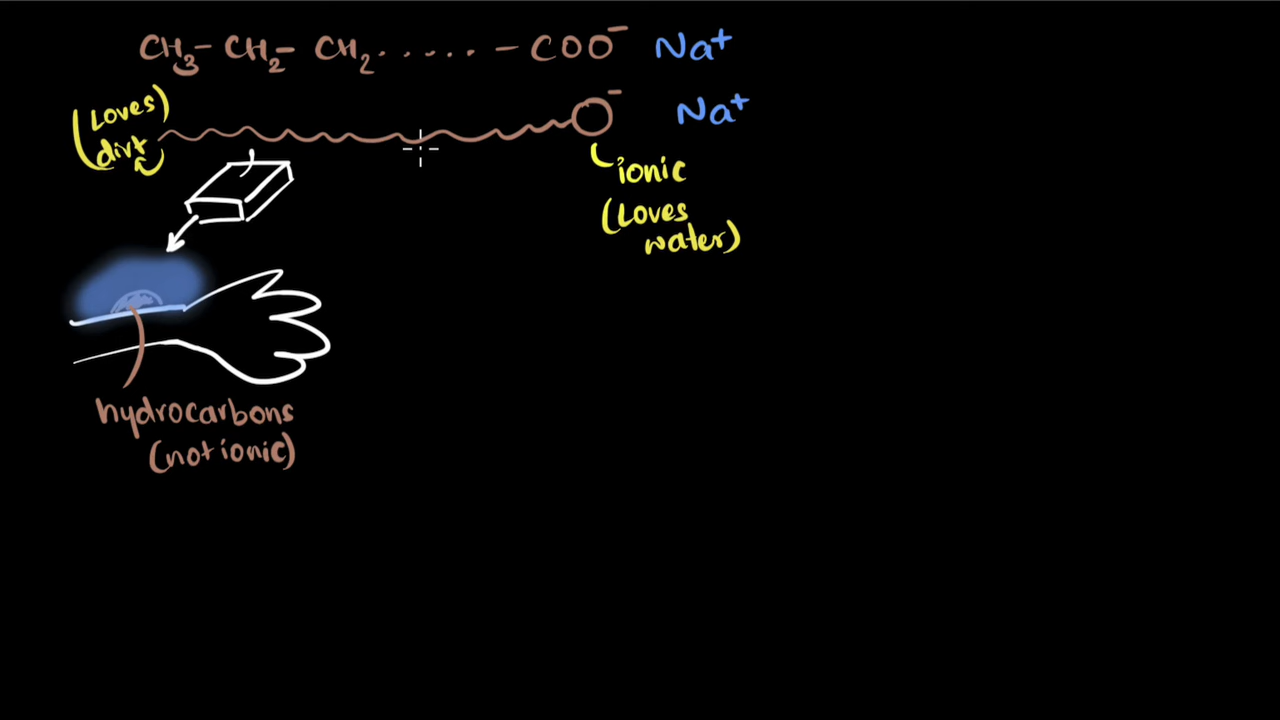 CH₃ – CH₂ – CH₂ . . . . . . – COO⁻ Na⁺
(Loves) dirt
Na⁺
ionic
(Loves
water)
hydrocarbons
(not ionic)